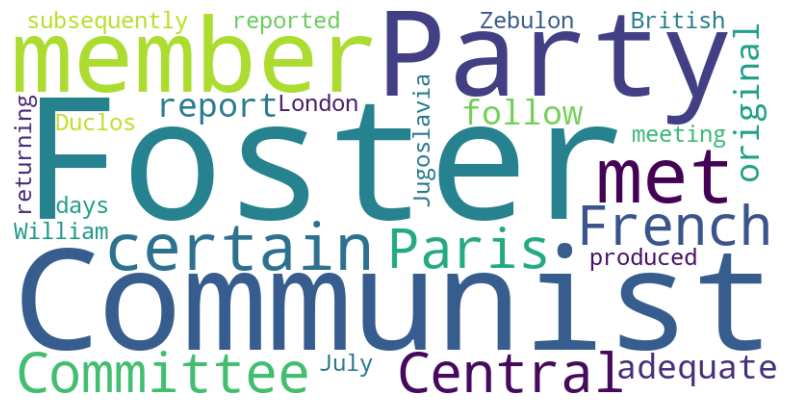 subsequently reported Zebulon British
member Party
returning Duclos report London Jugoslavia follow meeting original
Foster
days met
William certain Paris French
produced
Communist
Committee July Central adequate